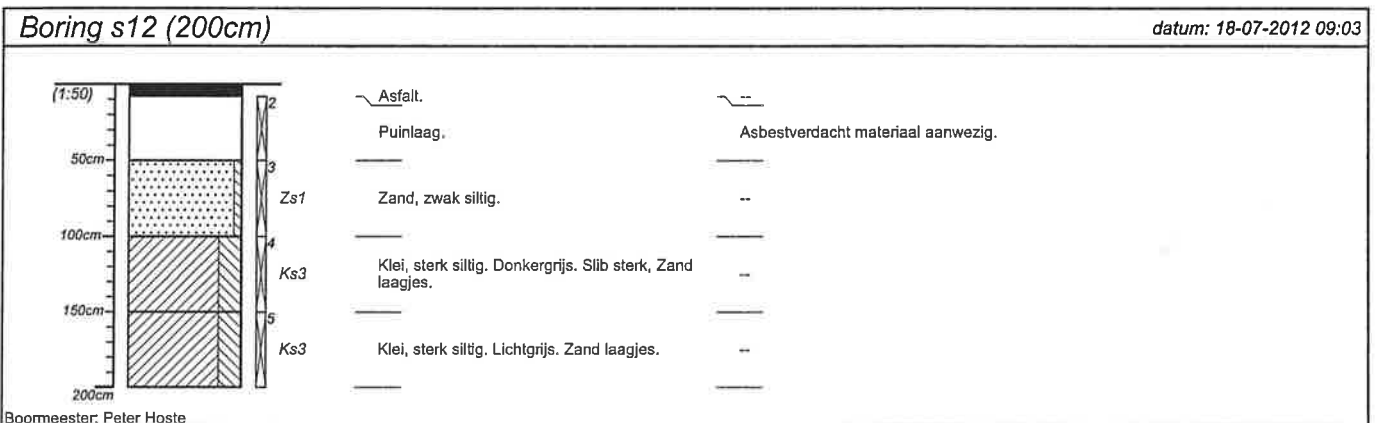 Boring s12 (200cm)
datum: 18-07-2012 09:03
(1:50)
2
Asfalt.
--
Puinlaag.
Asbestverdacht materiaal aanwezig.
50cm
3
Zs1
Zand, zwak siltig.
--
100cm
4
Ks3
Klei, sterk siltig. Donkergrijs. Slib sterk, Zand
laagjes.
--
150cm
5
Ks3
Klei, sterk siltig. Lichtgrijs. Zand laagjes.
--
200cm
Boormeester: Peter Hoste